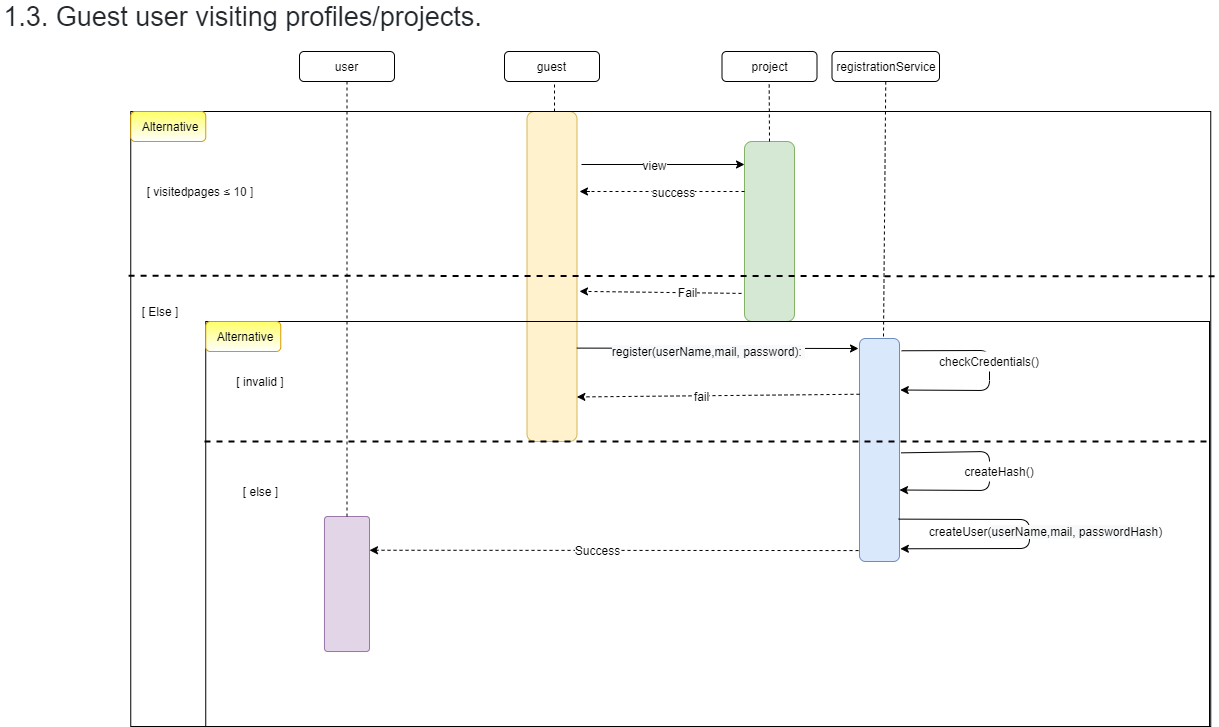 1.3. Guest user visiting profiles/projects.
user
guest
project
registrationService
Alternative
view
[ visitedpages ≤ 10 ]
success
Fail
[ Else ]
Alternative
register(userName,mail, password):
checkCredentials()
[ invalid ]
fail
createHash()
[ else ]
createUser(userName,mail, passwordHash)
Success